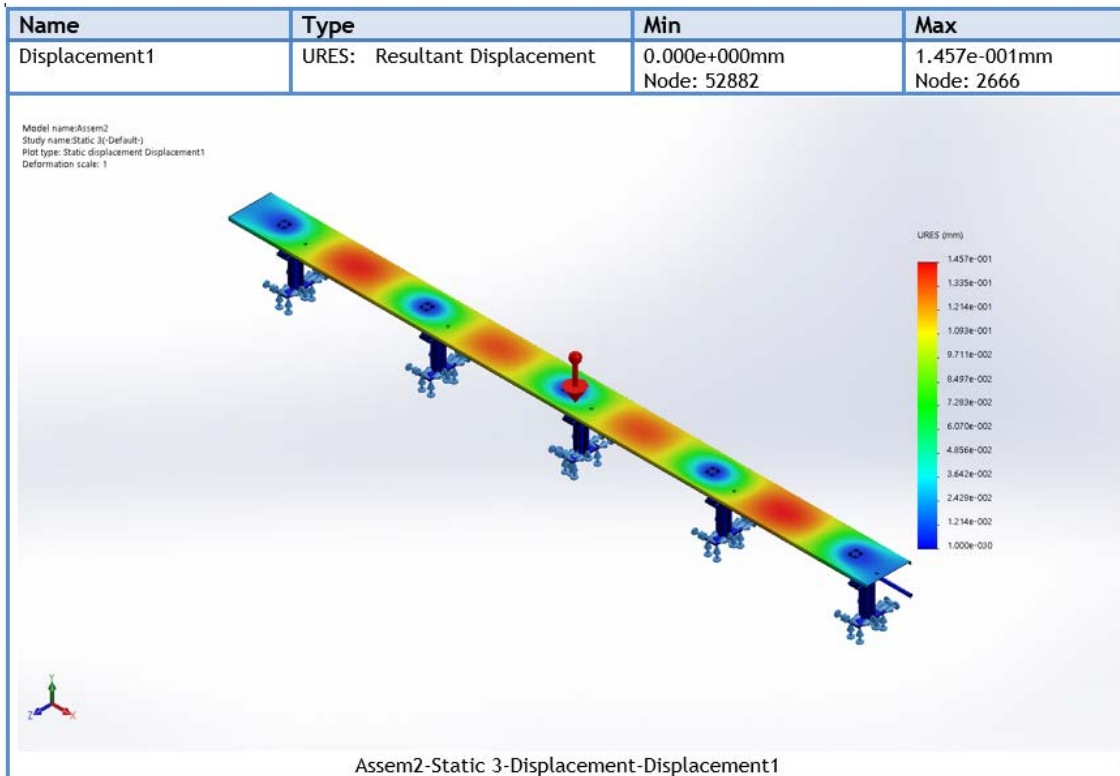 Name Type Min Max
Displacement1 URES: Resultant Displacement 0.000e+000mm 1.457e-001mm
Node: 52882 Node: 2666
Model name:Assem2
Study name:Static 3(-Default-)
Plot type: Static displacement Displacement1
Deformation scale: 1
URES (mm)
1.457e-001
1.335e-001
1.214e-001
1.093e-001
9.711e-002
8.497e-002
7.283e-002
6.070e-002
4.856e-002
3.642e-002
2.428e-002
1.214e-002
1.000e-030
Y
Z X
Assem2-Static 3-Displacement-Displacement1